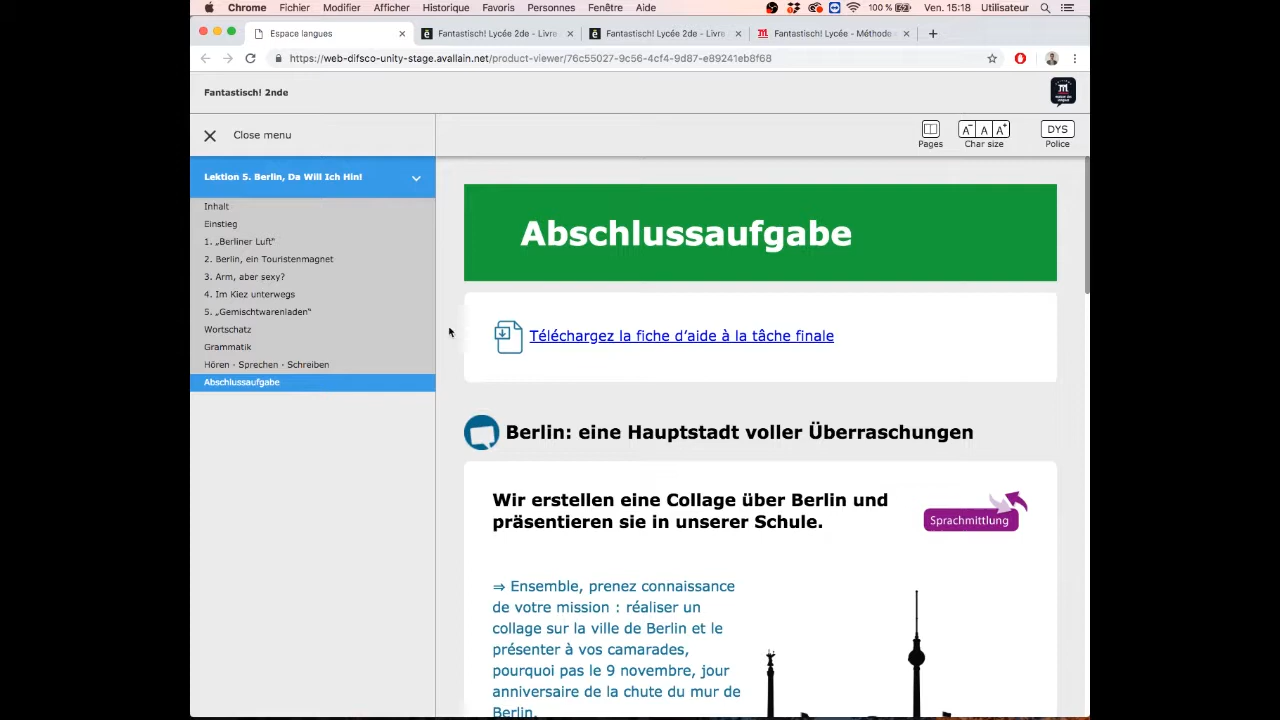 Chrome Fichier Modifier Afficher Historique Favoris Personnes Fenêtre Aide 100 % Ven. 15:18 Utilisateur
Espace langues Fantastisch! Lycée 2de - Livre Fantastisch! Lycée 2de - Livre Fantastisch! Lycée - Méthode
https://web-difsco-unity-stage.avallain.net/product-viewer/76c55027-9c56-4cf4-9d87-e89241eb8f68
Fantastisch! 2nde
Close menu
Pages
A- A A+
Char size
DYS
Police
Lektion 5. Berlin, Da Will Ich Hin!
Inhalt
Einstieg
1. „Berliner Luft“
2. Berlin, ein Touristenmagnet
3. Arm, aber sexy?
4. Im Kiez unterwegs
5. „Gemischtwarenladen“
Wortschatz
Grammatik
Hören - Sprechen - Schreiben
Abschlussaufgabe
Abschlussaufgabe
Téléchargez la fiche d’aide à la tâche finale
Berlin: eine Hauptstadt voller Überraschungen
Wir erstellen eine Collage über Berlin und
präsentieren sie in unserer Schule.
Sprachmittlung
⇒ Ensemble, prenez connaissance
de votre mission : réaliser un
collage sur la ville de Berlin et le
présenter à vos camarades,
pourquoi pas le 9 novembre, jour
anniversaire de la chute du mur de
Berlin.